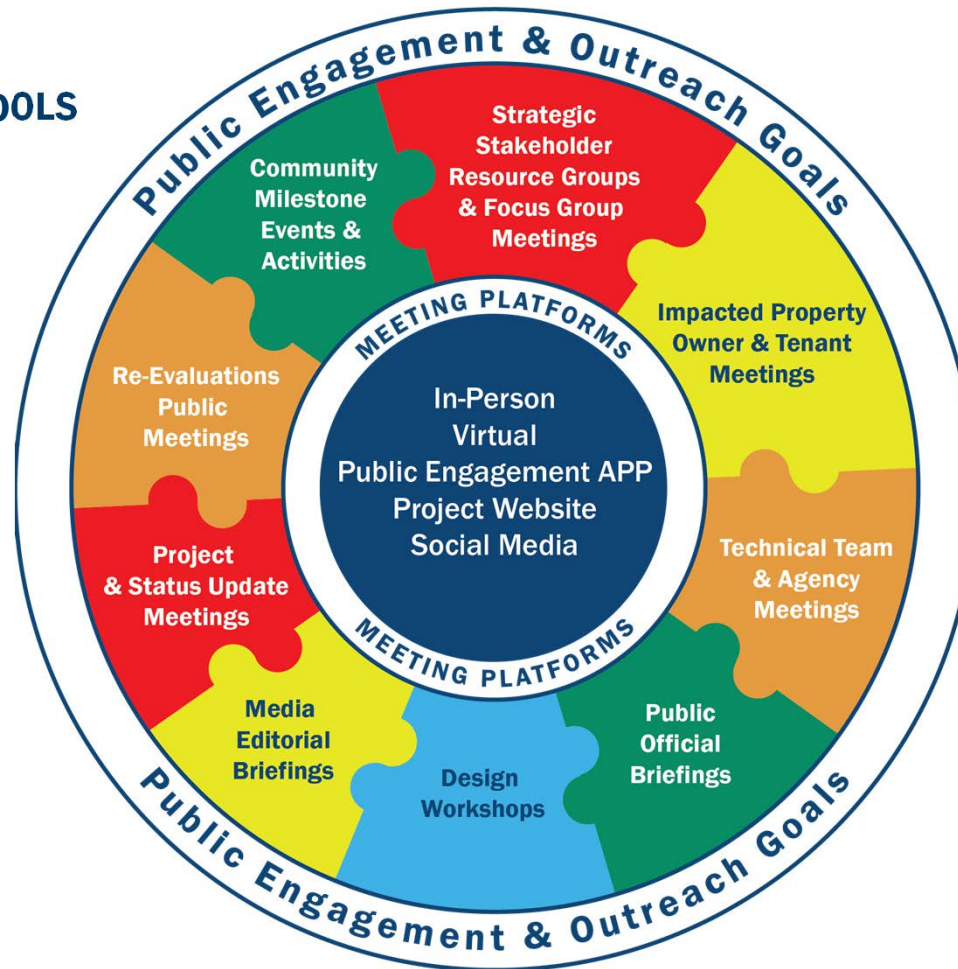 Public Engagement & Outreach Goals
Strategic
Stakeholder
Resource Groups
& Focus Group
Meetings
Impacted Property
Owner & Tenant
Meetings
Technical Team
& Agency
Meetings
Public
Official
Briefings
Design
Workshops
Media
Editorial
Briefings
Project
& Status Update
Meetings
Re-Evaluations
Public
Meetings
Community
Milestone
Events &
Activities
MEETING PLATFORMS
In-Person
Virtual
Public Engagement APP
Project Website
Social Media
MEETING PLATFORMS
Public Engagement & Outreach Goals